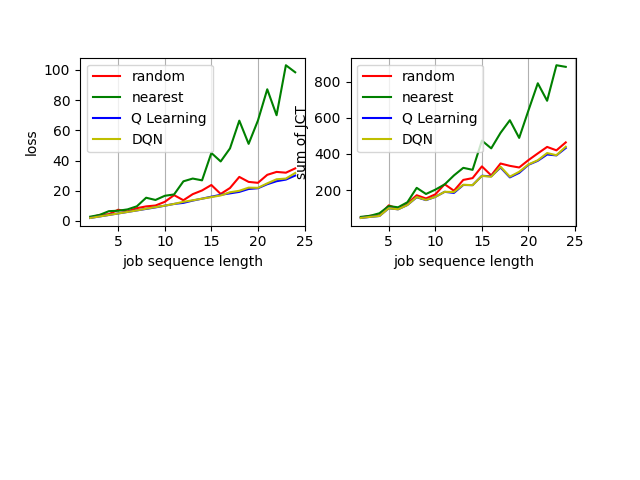 loss
100
80
60
40
20
0
random
nearest
Q Learning
DQN
5
10
15
20
25
job sequence length
sum of JCT
800
600
400
200
random
nearest
Q Learning
DQN
5
10
15
20
25
job sequence length